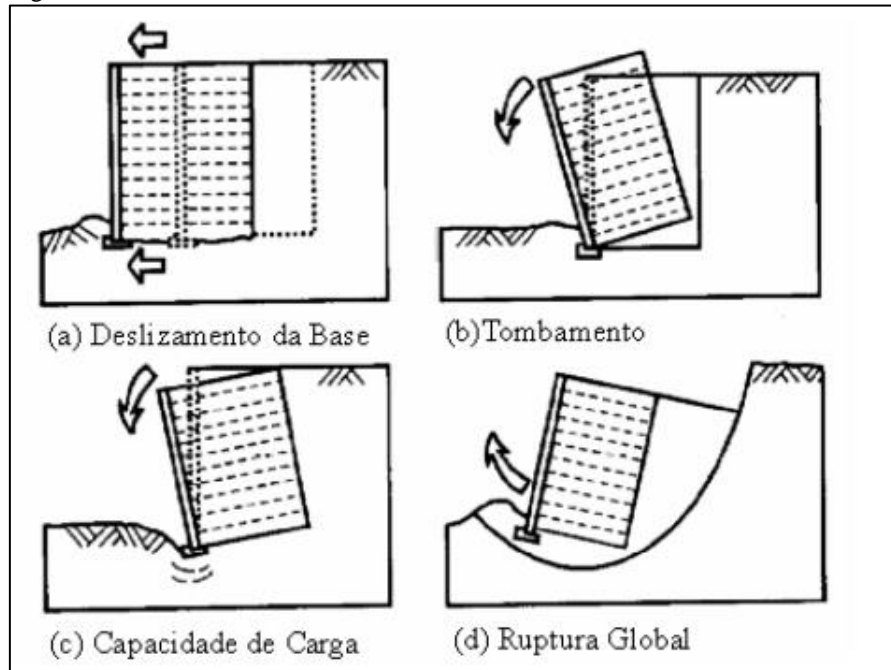 (a) Deslizamento da Base
(b)Tombamento
(c) Capacidade de Carga
(d) Ruptura Global